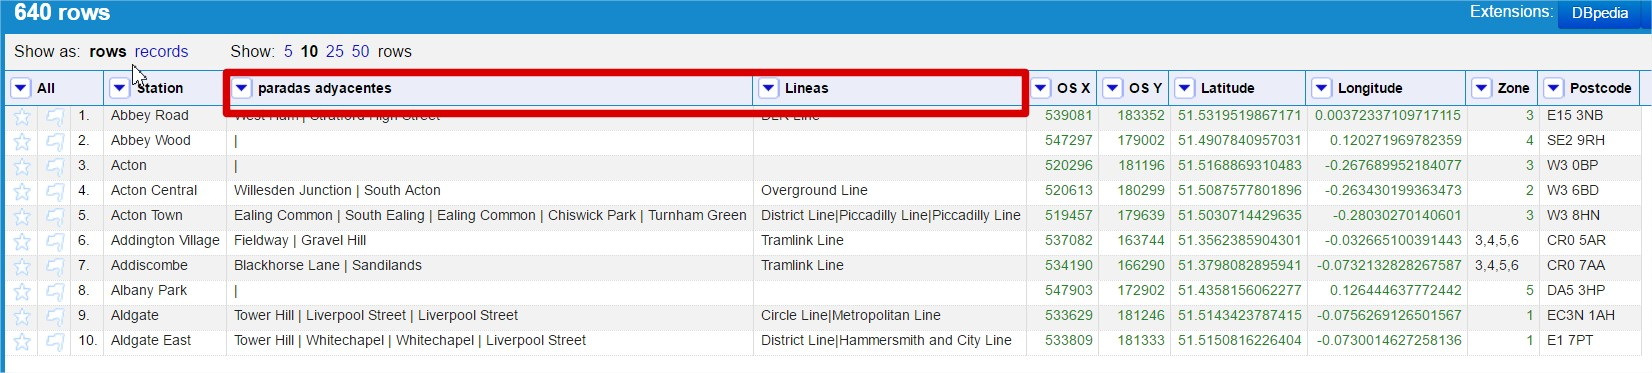 640 rows Extensions: DBpedia
Show as: rows records Show: 5 10 25 50 rows
All Station paradas adyacentes Lineas OS X OS Y Latitude Longitude Zone Postcode
1. Abbey Road West Ham | Stratford High Street DLR Line 539081 183352 51.5319519867171 0.00372337109717115 3 E15 3NB
2. Abbey Wood | 547297 179002 51.4907840957031 0.120271969782359 4 SE2 9RH
3. Acton | 520296 181196 51.5168869310483 -0.267689952184077 3 W3 0BP
4. Acton Central Willesden Junction | South Acton Overground Line 520613 180299 51.5087577801896 -0.263430199363473 2 W3 6BD
5. Acton Town Ealing Common | South Ealing | Ealing Common | Chiswick Park | Turnham Green District Line|Piccadilly Line|Piccadilly Line 519457 179639 51.5030714429635 -0.28030270140601 3 W3 8HN
6. Addington Village Fieldway | Gravel Hill Tramlink Line 537082 163744 51.3562385904301 -0.032665100391443 3,4,5,6 CR0 5AR
7. Addiscombe Blackhorse Lane | Sandilands Tramlink Line 534190 166290 51.3798082895941 -0.0732132828267587 3,4,5,6 CR0 7AA
8. Albany Park | 547903 172902 51.4358156062277 0.126444637772442 5 DA5 3HP
9. Aldgate Tower Hill | Liverpool Street | Liverpool Street Circle Line|Metropolitan Line 533629 181246 51.5143423787415 -0.0756269126501567 1 EC3N 1AH
10. Aldgate East Tower Hill | Whitechapel | Whitechapel | Liverpool Street District Line|Hammersmith and City Line 533809 181333 51.5150816226404 -0.0730014627258136 1 E1 7PT